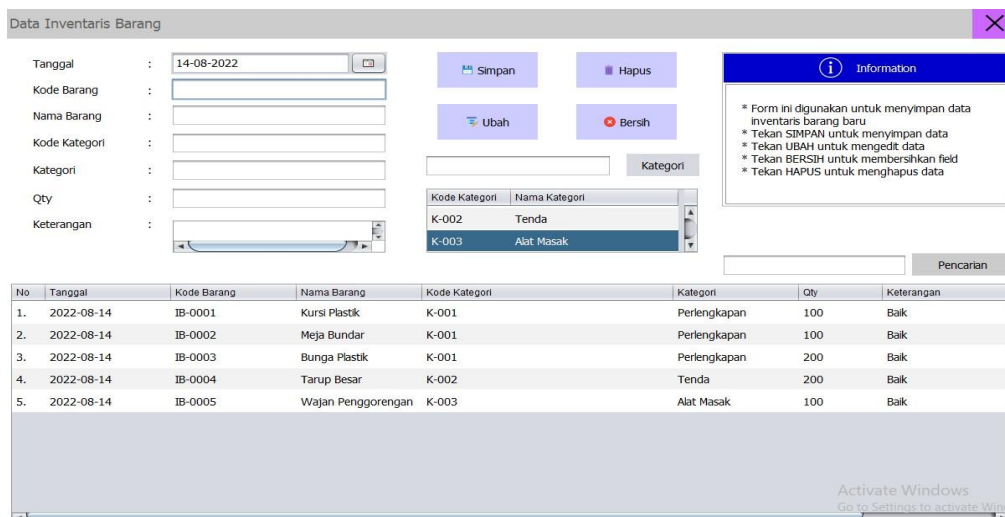 Data Inventaris Barang
Tanggal : 14-08-2022
Kode Barang :
Nama Barang :
Kode Kategori :
Kategori :
Qty :
Keterangan :
Simpan Hapus
Ubah Bersih
Kategori
Kode Kategori Nama Kategori
K-002 Tenda
K-003 Alat Masak
i Information
* Form ini digunakan untuk menyimpan data
inventaris barang baru
* Tekan SIMPAN untuk menyimpan data
* Tekan UBAH untuk mengedit data
* Tekan BERSIH untuk membersihkan field
* Tekan HAPUS untuk menghapus data
Pencarian
No Tanggal Kode Barang Nama Barang Kode Kategori Kategori Qty Keterangan
1. 2022-08-14 IB-0001 Kursi Plastik K-001 Perlengkapan 100 Baik
2. 2022-08-14 IB-0002 Meja Bundar K-001 Perlengkapan 100 Baik
3. 2022-08-14 IB-0003 Bunga Plastik K-001 Perlengkapan 200 Baik
4. 2022-08-14 IB-0004 Tarup Besar K-002 Tenda 200 Baik
5. 2022-08-14 IB-0005 Wajan Penggorengan K-003 Alat Masak 100 Baik
Activate Windows
Go to Settings to activate Win